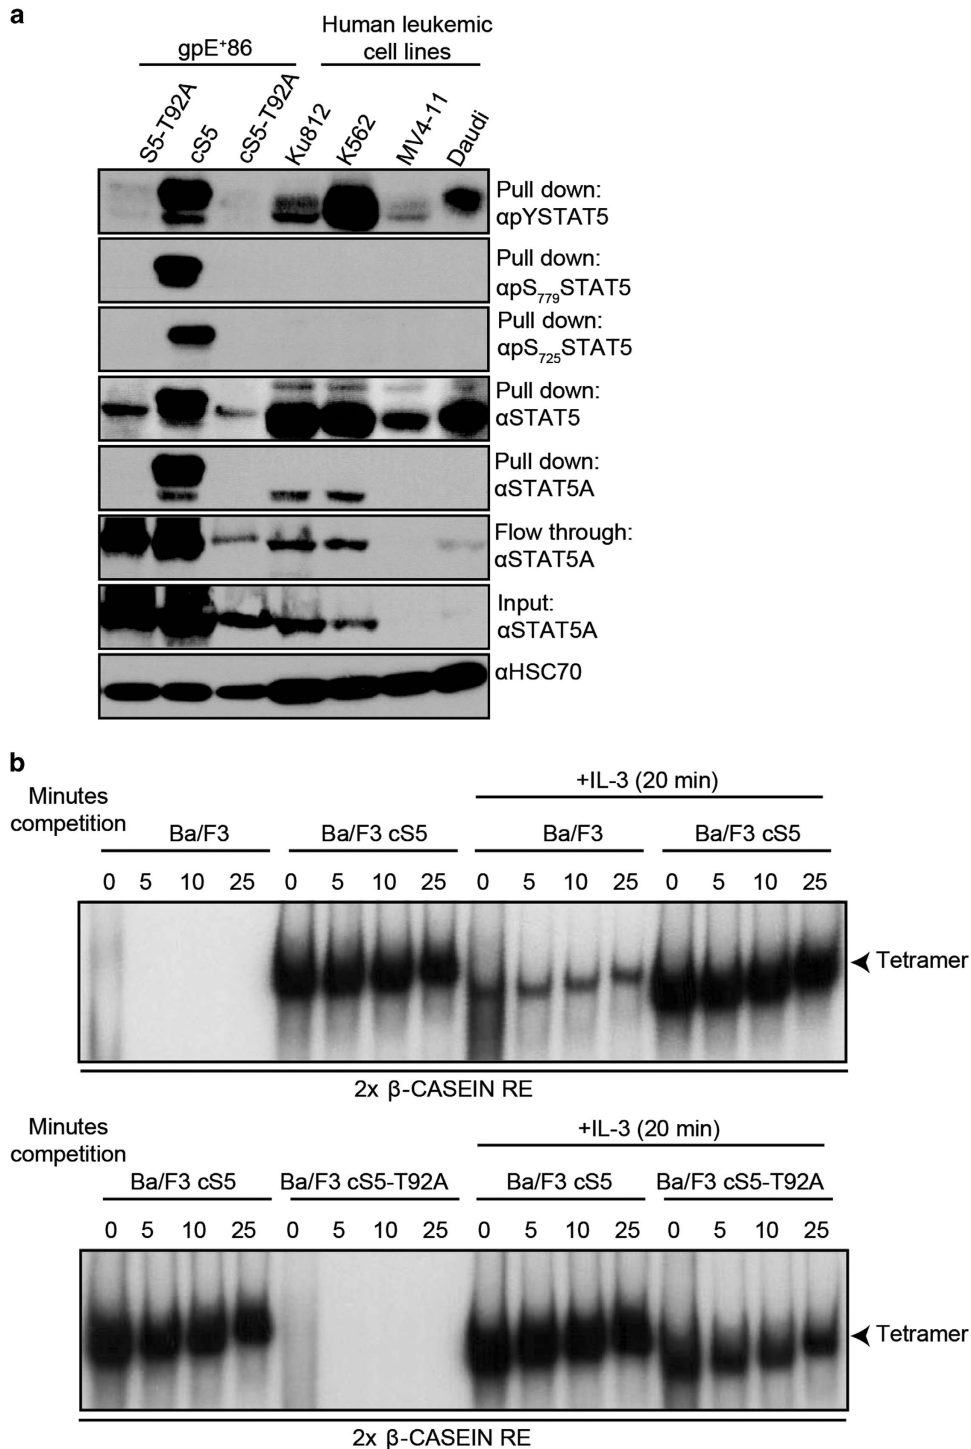 a
gpE⁺86
Human leukemic
cell lines
S5-T92A
cS5
cS5-T92A
Ku812
K562
MV4-11
Daudi
Pull down:
αpYSTAT5
Pull down:
αpS₇₇₉STAT5
Pull down:
αpS₇₂₅STAT5
Pull down:
αSTAT5
Pull down:
αSTAT5A
Flow through:
αSTAT5A
Input:
αSTAT5A
αHSC70
b
+IL-3 (20 min)
Minutes
competition
Ba/F3 Ba/F3 cS5 Ba/F3 Ba/F3 cS5
0 5 10 25 0 5 10 25 0 5 10 25 0 5 10 25
Tetramer
2x β-CASEIN RE
Minutes
competition
+IL-3 (20 min)
Ba/F3 cS5 Ba/F3 cS5-T92A Ba/F3 cS5 Ba/F3 cS5-T92A
0 5 10 25 0 5 10 25 0 5 10 25 0 5 10 25
Tetramer
2x β-CASEIN RE